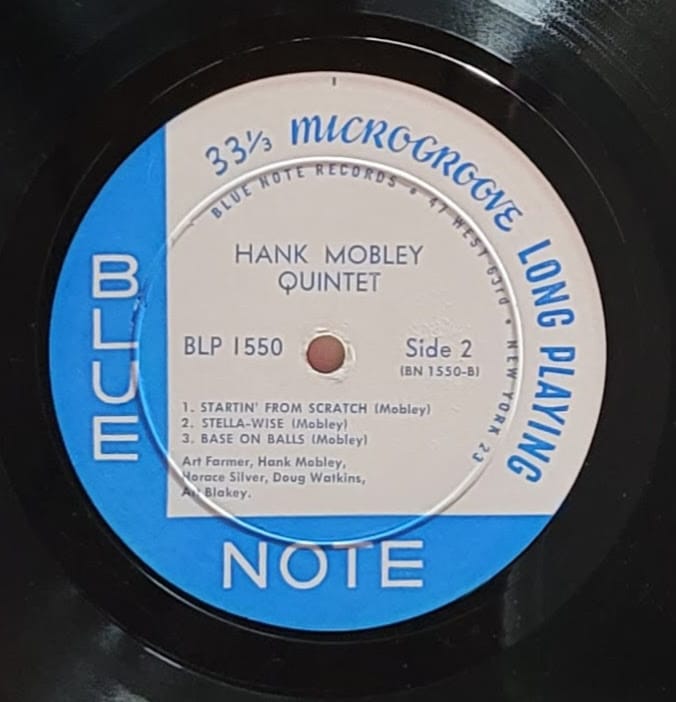 33⅓ MICROGROOVE LONG PLAYING
BLUE NOTE RECORDS • 47 WEST 63rd • NEW YORK 23
HANK MOBLEY
QUINTET
BLP 1550
Side 2
(BN 1550-B)
1. STARTIN' FROM SCRATCH (Mobley)
2. STELLA-WISE (Mobley)
3. BASE ON BALLS (Mobley)
Art Farmer, Hank Mobley,
Horace Silver, Doug Watkins,
Art Blakey.
BLUE
NOTE